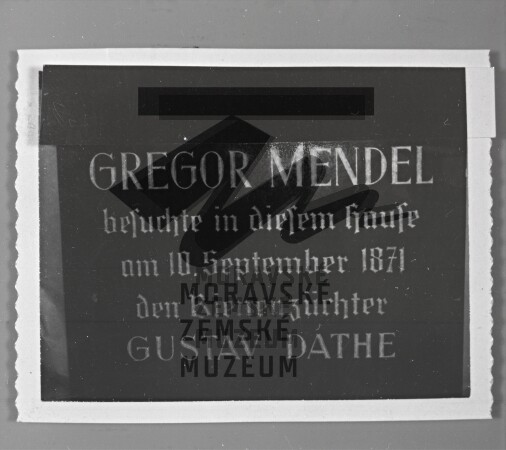 GREGOR MENDEL
besuchte in diesem Hause
am 10. September 1871
den Bienenzüchter
GUSTAV DATHE
MORAVSKÉ
ZEMSKÉ
MUZEUM